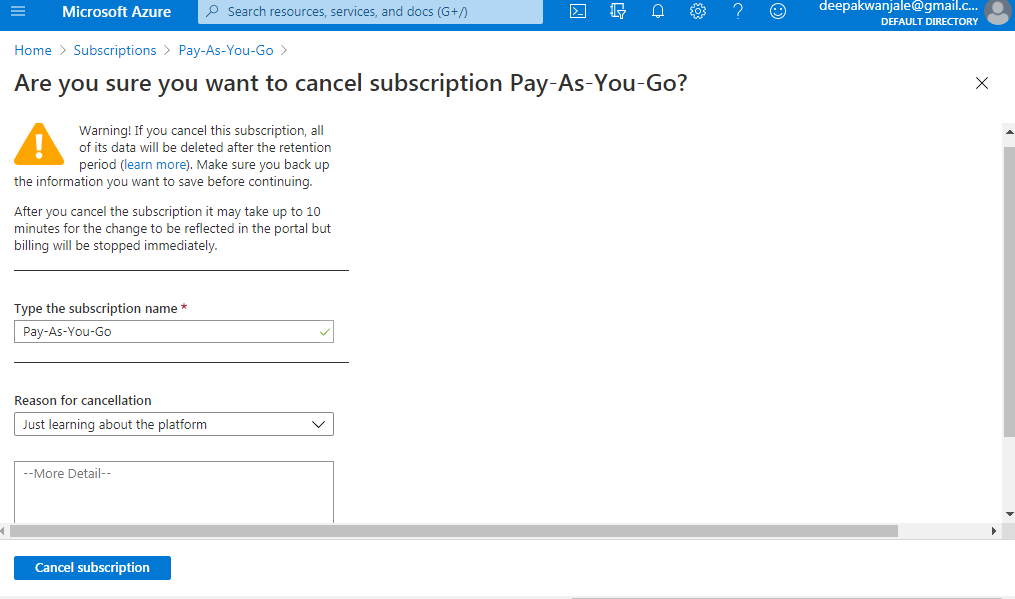 Microsoft Azure
Search resources, services, and docs (G+/)
deepakwanjale@gmail.c...
DEFAULT DIRECTORY
Home > Subscriptions > Pay-As-You-Go >
Are you sure you want to cancel subscription Pay-As-You-Go?
Warning! If you cancel this subscription, all
of its data will be deleted after the retention
period (learn more). Make sure you back up
the information you want to save before continuing.
After you cancel the subscription it may take up to 10
minutes for the change to be reflected in the portal but
billing will be stopped immediately.
Type the subscription name *
Pay-As-You-Go
Reason for cancellation
Just learning about the platform
--More Detail--
Cancel subscription